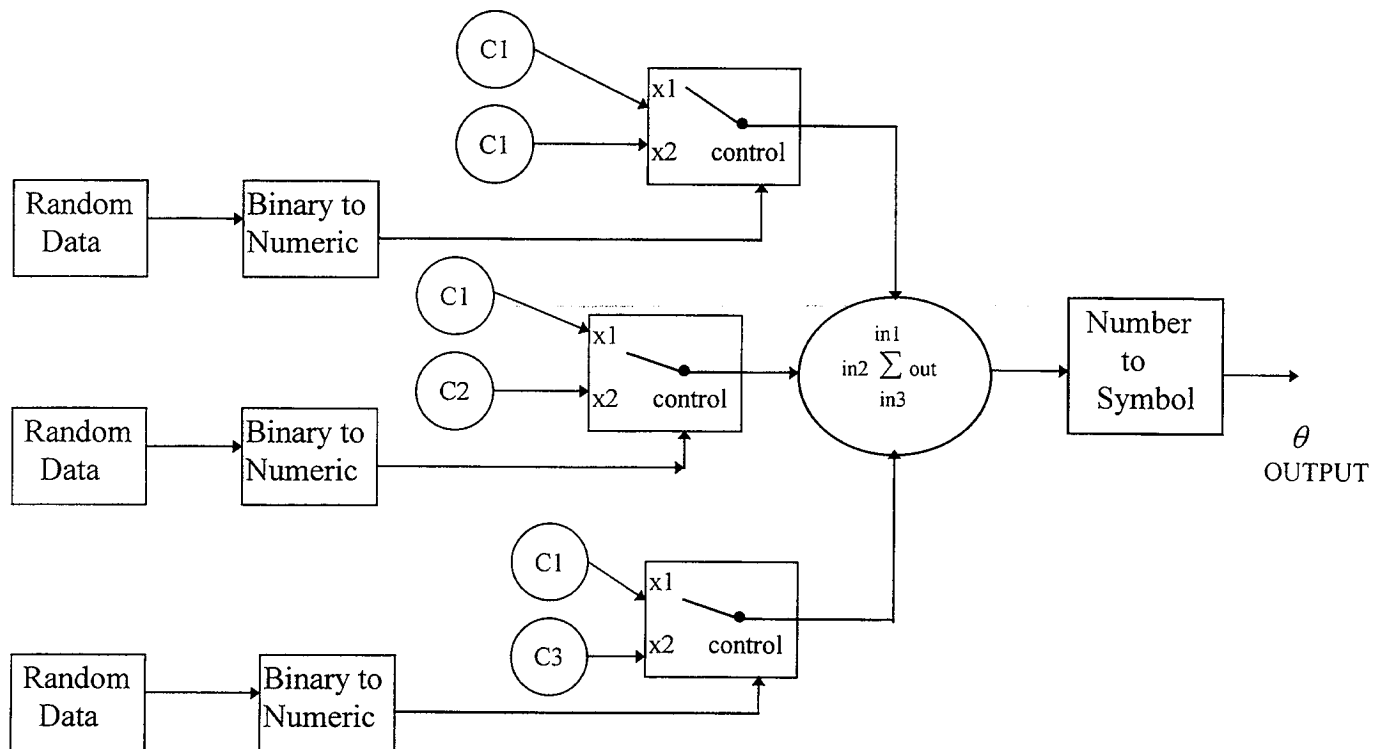 C1
x1
C1
x2 control
Random
Data
Binary to
Numeric
C1
x1
C2
x2
control
in1
in2 ∑ out
in3
Number
to
Symbol
Random
Data
Binary to
Numeric
θ
OUTPUT
C1
x1
C3
x2 control
Random
Data
Binary to
Numeric